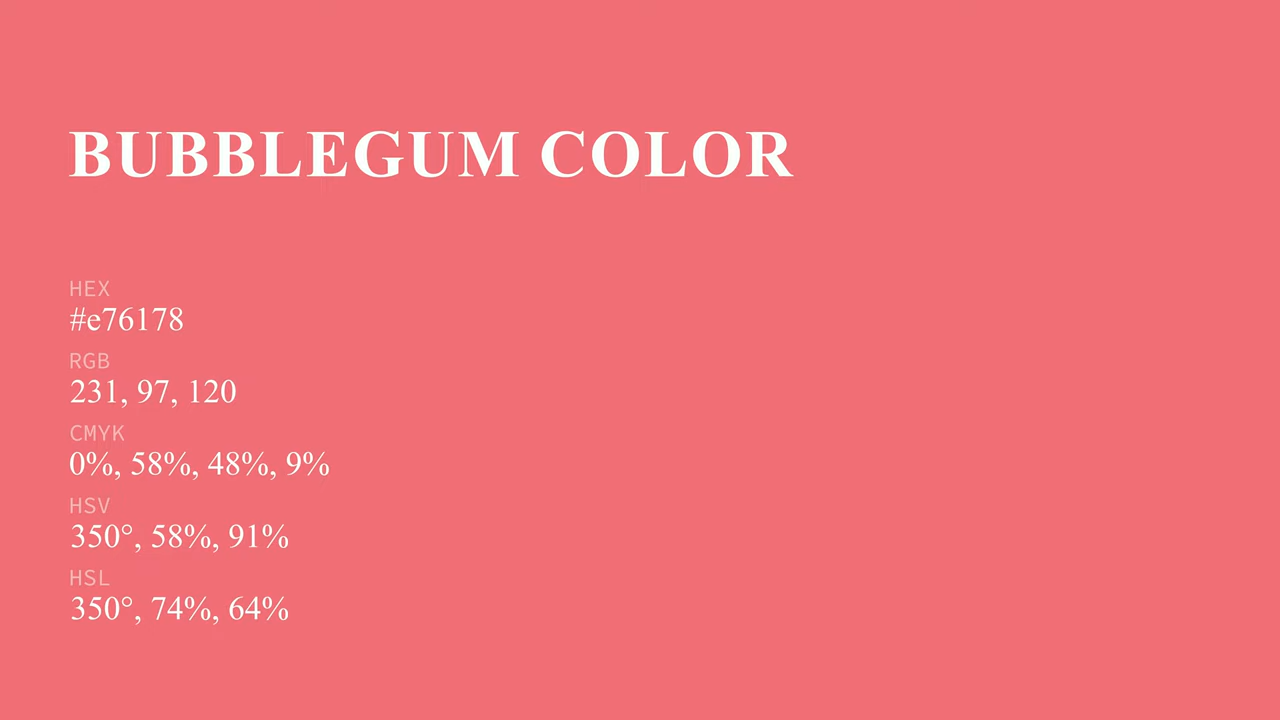 BUBBLEGUM COLOR
HEX
#e76178
RGB
231, 97, 120
CMYK
0%, 58%, 48%, 9%
HSV
350°, 58%, 91%
HSL
350°, 74%, 64%